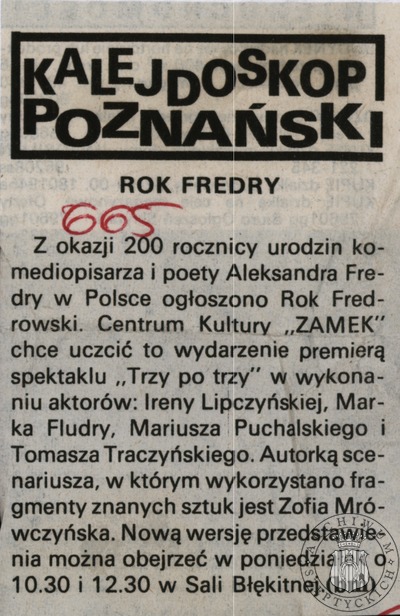 KALEJDOSKOP
POZNAŃSKI
ROK FREDRY
665
Z okazji 200 rocznicy urodzin ko-
mediopisarza i poety Aleksandra Fre-
dry w Polsce ogłoszono Rok Fred-
rowski. Centrum Kultury „ZAMEK”
chce uczcić to wydarzenie premierą
spektaklu „Trzy po trzy” w wykona-
niu aktorów: Ireny Lipczyńskiej, Mar-
ka Fludry, Mariusza Puchalskiego i
Tomasza Traczyńskiego. Autorką sce-
nariusza, w którym wykorzystano fra-
gmenty znanych sztuk jest Zofia Mró-
wczyńska. Nową wersję przedstawie-
nia można obejrzeć w poniedziałki o
10.30 i 12.30 w Sali Błękitnej.